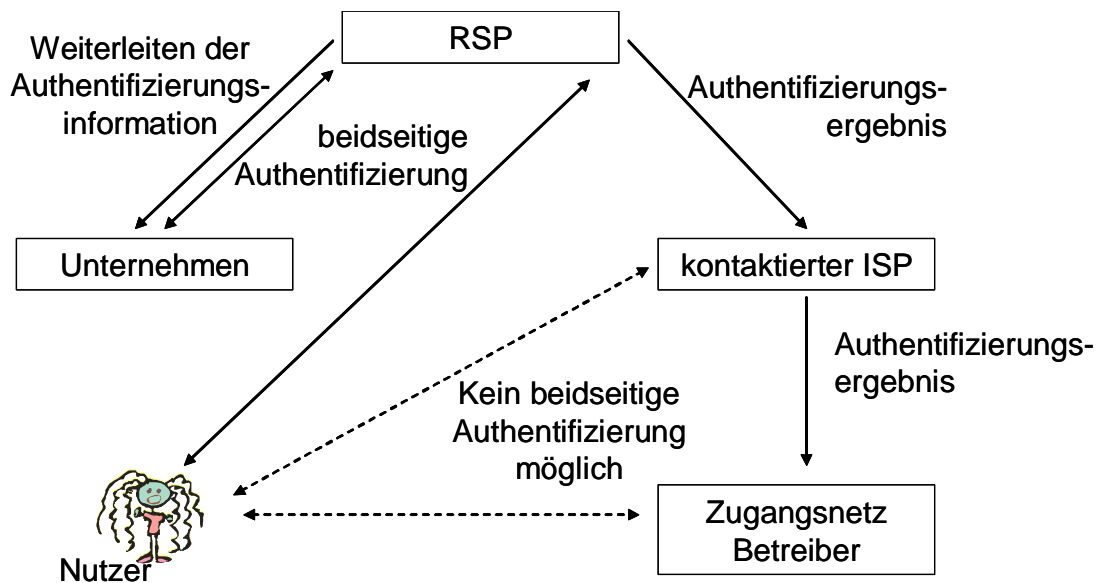 RSP
Weiterleiten der
Authentifizierungs-
information
Authentifizierungs-
ergebnis
beidseitige
Authentifizierung
Unternehmen
kontaktierter ISP
Authentifizierungs-
ergebnis
Kein beidseitige
Authentifizierung
möglich
Zugangsnetz
Betreiber
Nutzer